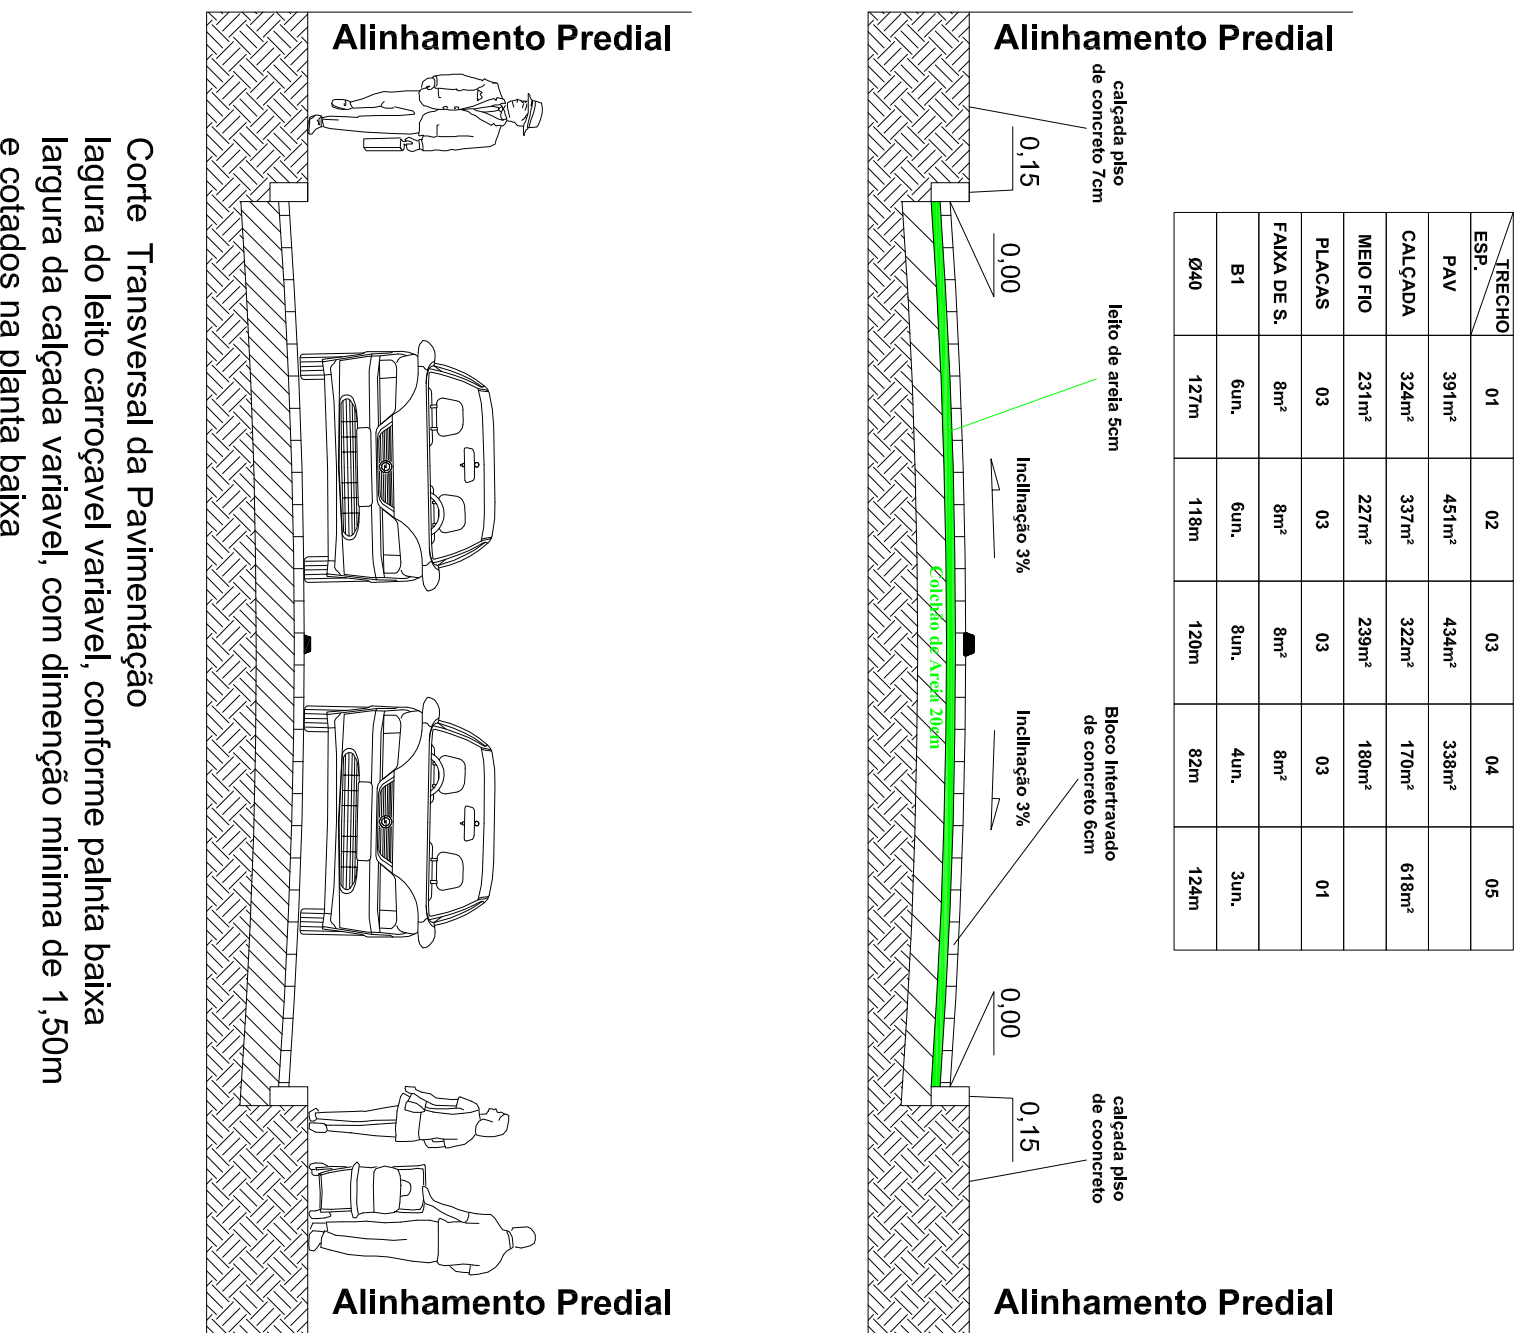 TRECHO 01 02 03 04 05
ESP.
PAV 391m² 451m² 434m² 338m²
CALÇADA 324m² 337m² 322m² 170m² 618m²
MEIO FIO 231m² 227m² 239m² 180m²
PLACAS 03 03 03 03 01
FAIXA DE S. 8m² 8m² 8m² 8m²
B1 6un. 6un. 8un. 4un. 3un.
Ø40 127m 118m 120m 82m 124m
Alinhamento Predial
calçada piso
de concreto 7cm
0,15
0,00
leito de areia 5cm
Inclinação 3%
Colchão de Areia 20cm
Inclinação 3%
Bloco Intertravado
de concreto 6cm
0,00
0,15
calçada piso
de cooncreto
Alinhamento Predial
Alinhamento Predial
Alinhamento Predial
Corte Transversal da Pavimentação
lagura do leito carroçavel variavel, conforme palnta baixa
largura da calçada variavel, com dimenção minima de 1,50m
e cotados na planta baixa